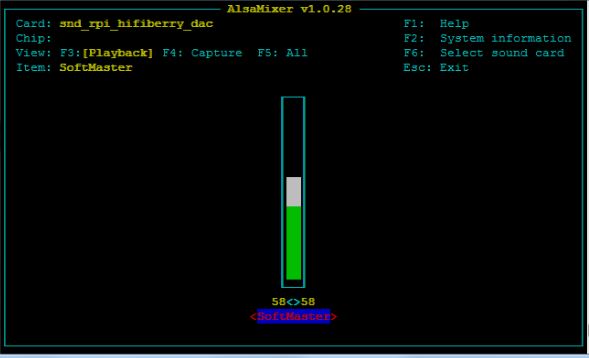 AlsaMixer v1.0.28
Card: snd_rpi_hifiberry_dac F1: Help
Chip: F2: System information
View: F3:[Playback] F4: Capture F5: All F6: Select sound card
Item: SoftMaster Esc: Exit
58<>58
<SoftMaster>